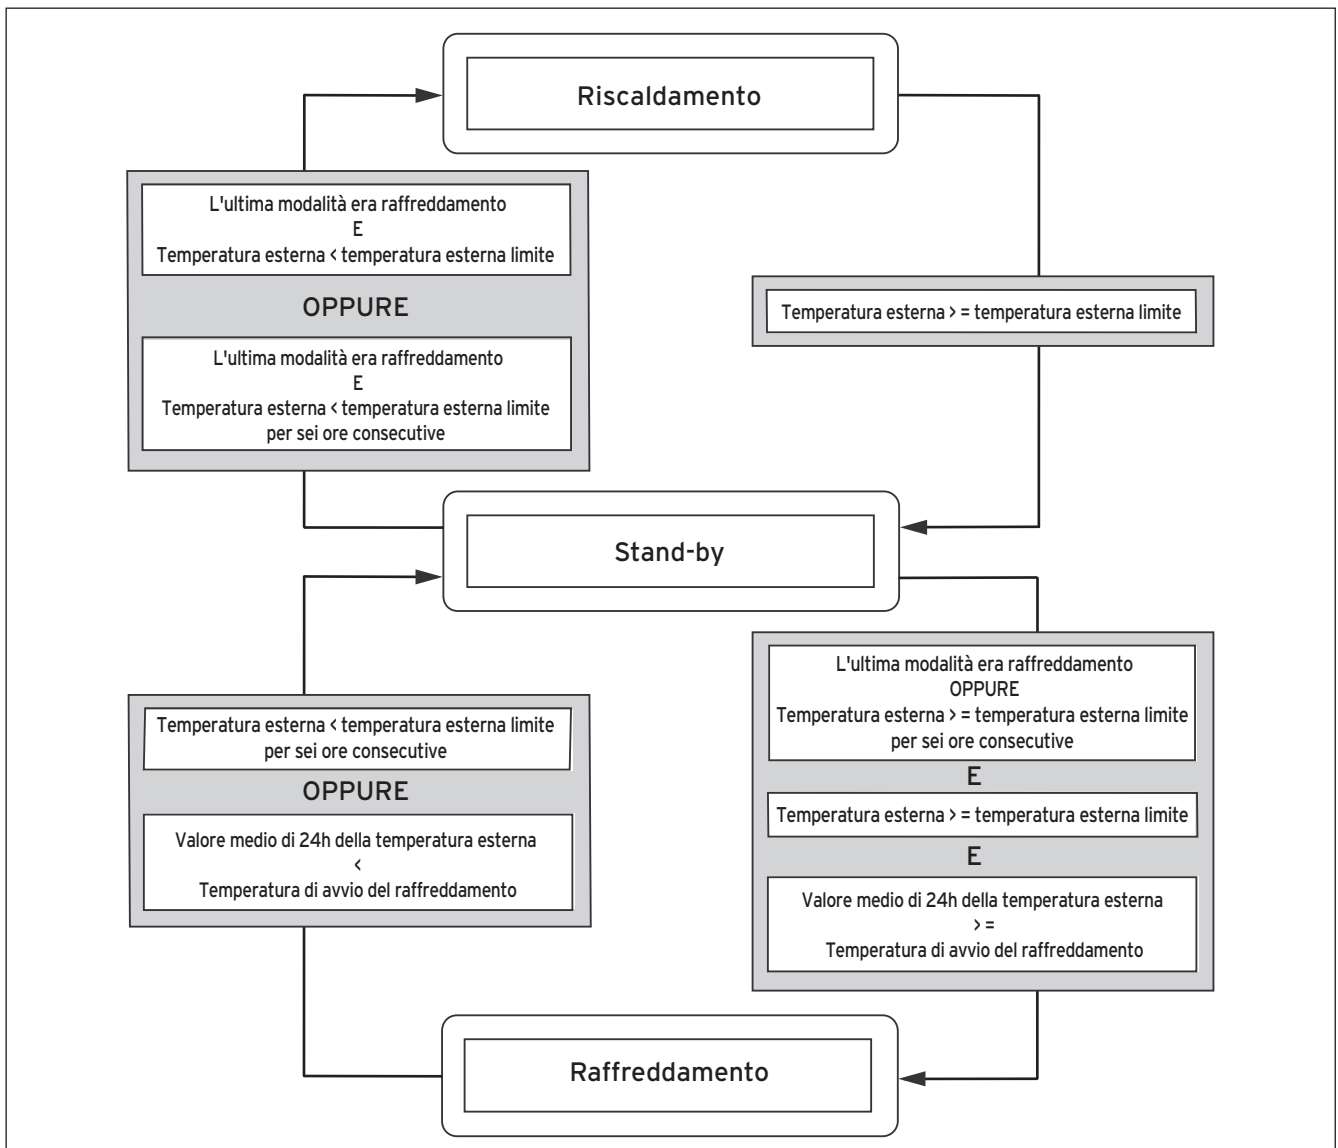 Riscaldamento
L'ultima modalità era raffreddamento
E
Temperatura esterna < temperatura esterna limite
OPPURE
L'ultima modalità era raffreddamento
E
Temperatura esterna < temperatura esterna limite
per sei ore consecutive
Temperatura esterna > = temperatura esterna limite
Stand-by
Temperatura esterna < temperatura esterna limite
per sei ore consecutive
OPPURE
Valore medio di 24h della temperatura esterna
<
Temperatura di avvio del raffreddamento
L'ultima modalità era raffreddamento
OPPURE
Temperatura esterna > = temperatura esterna limite
per sei ore consecutive
E
Temperatura esterna > = temperatura esterna limite
E
Valore medio di 24h della temperatura esterna
> =
Temperatura di avvio del raffreddamento
Raffreddamento